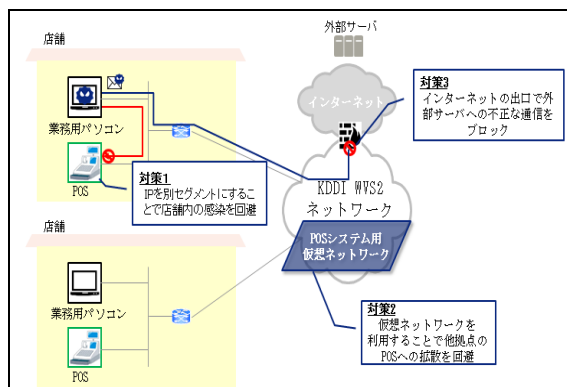 店舗
業務用パソコン
POS
対策1
IPを別セグメントにするこ
とで店舗内の感染を回避
店舗
業務用パソコン
POS
外部サーバ
インターネット
対策3
インターネットの出口で外
部サーバへの不正な通信を
ブロック
KDDI WVS2
ネットワーク
POSシステム用
仮想ネットワーク
対策2
仮想ネットワークを
利用することで他拠点の
POSへの拡散を回避